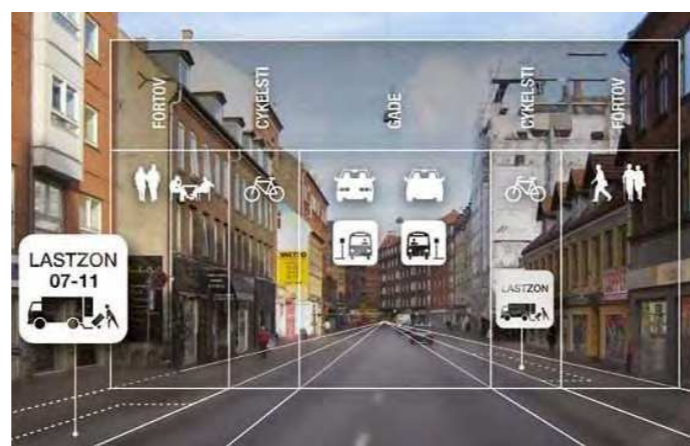 FORTOV
CYKELSTI
GADE
CYKELSTI
FORTOV
LASTZON
07-11
LASTZON